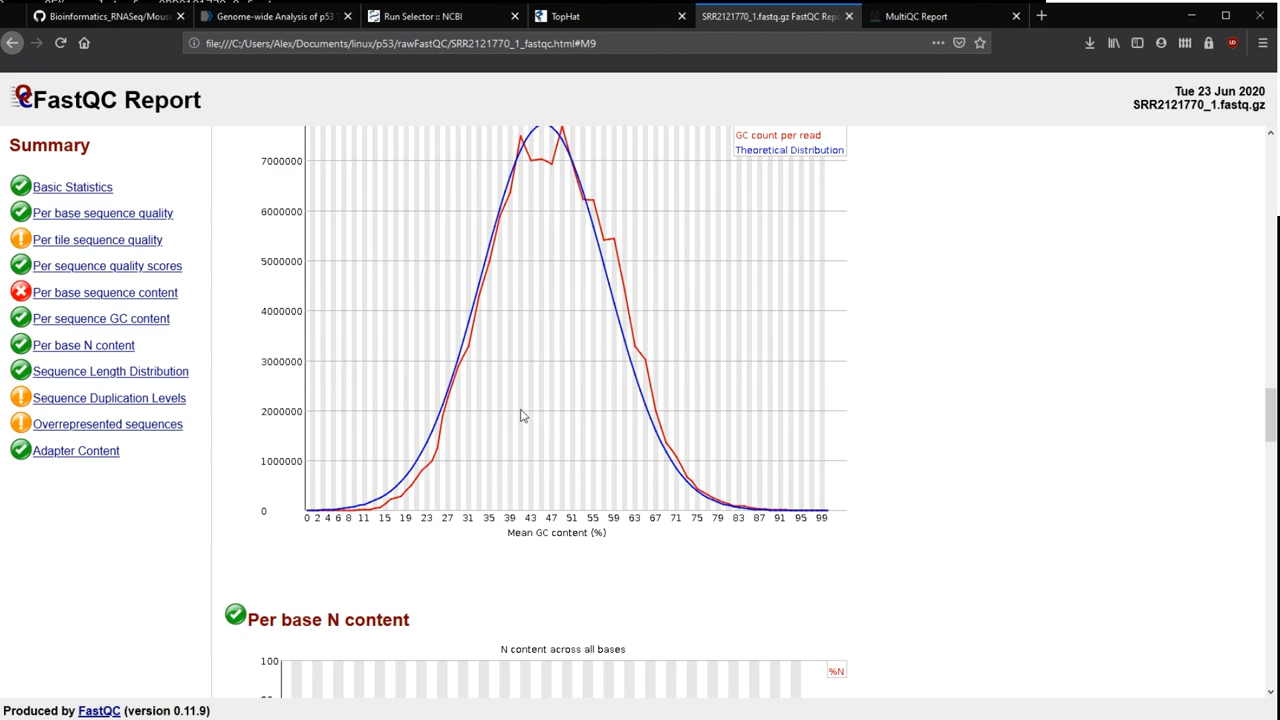 Bioinformatics_RNASeq/Mouse
Genome-wide Analysis of p53
Run Selector :: NCBI
TopHat
SRR2121770_1.fastq.gz FastQC Repo
MultiQC Report
file:///C:/Users/Alex/Documents/linux/p53/rawFastQC/SRR2121770_1_fastqc.html#M9
FastQC Report
Tue 23 Jun 2020
SRR2121770_1.fastq.gz
Summary
Basic Statistics
Per base sequence quality
Per tile sequence quality
Per sequence quality scores
Per base sequence content
Per sequence GC content
Per base N content
Sequence Length Distribution
Sequence Duplication Levels
Overrepresented sequences
Adapter Content
GC count per read
Theoretical Distribution
7000000
6000000
5000000
4000000
3000000
2000000
1000000
0
0 2 4 6 8 11 15 19 23 27 31 35 39 43 47 51 55 59 63 67 71 75 79 83 87 91 95 99
Mean GC content (%)
Per base N content
N content across all bases
100
%N
Produced by FastQC (version 0.11.9)